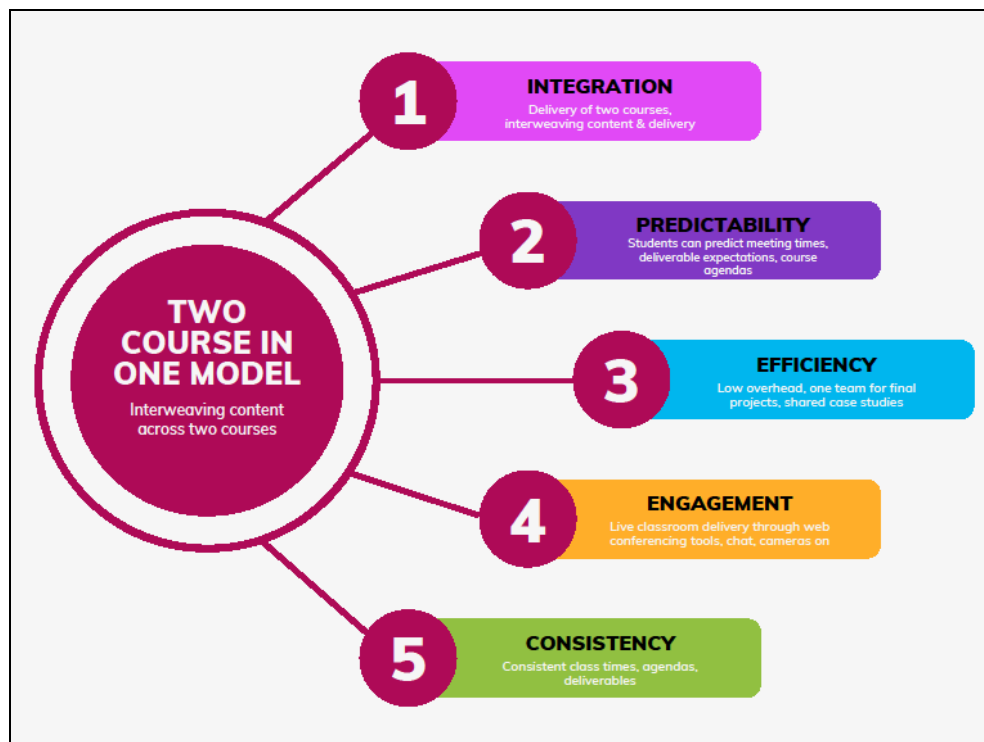 TWO
COURSE IN
ONE MODEL
Interweaving content
across two courses
1
INTEGRATION
Delivery of two courses,
interweaving content & delivery
2
PREDICTABILITY
Students can predict meeting times,
deliverable expectations, course
agendas
3
EFFICIENCY
Low overhead, one team for final
projects, shared case studies
4
ENGAGEMENT
Live classroom delivery through web
conferencing tools, chat, cameras on
5
CONSISTENCY
Consistent class times, agendas,
deliverables